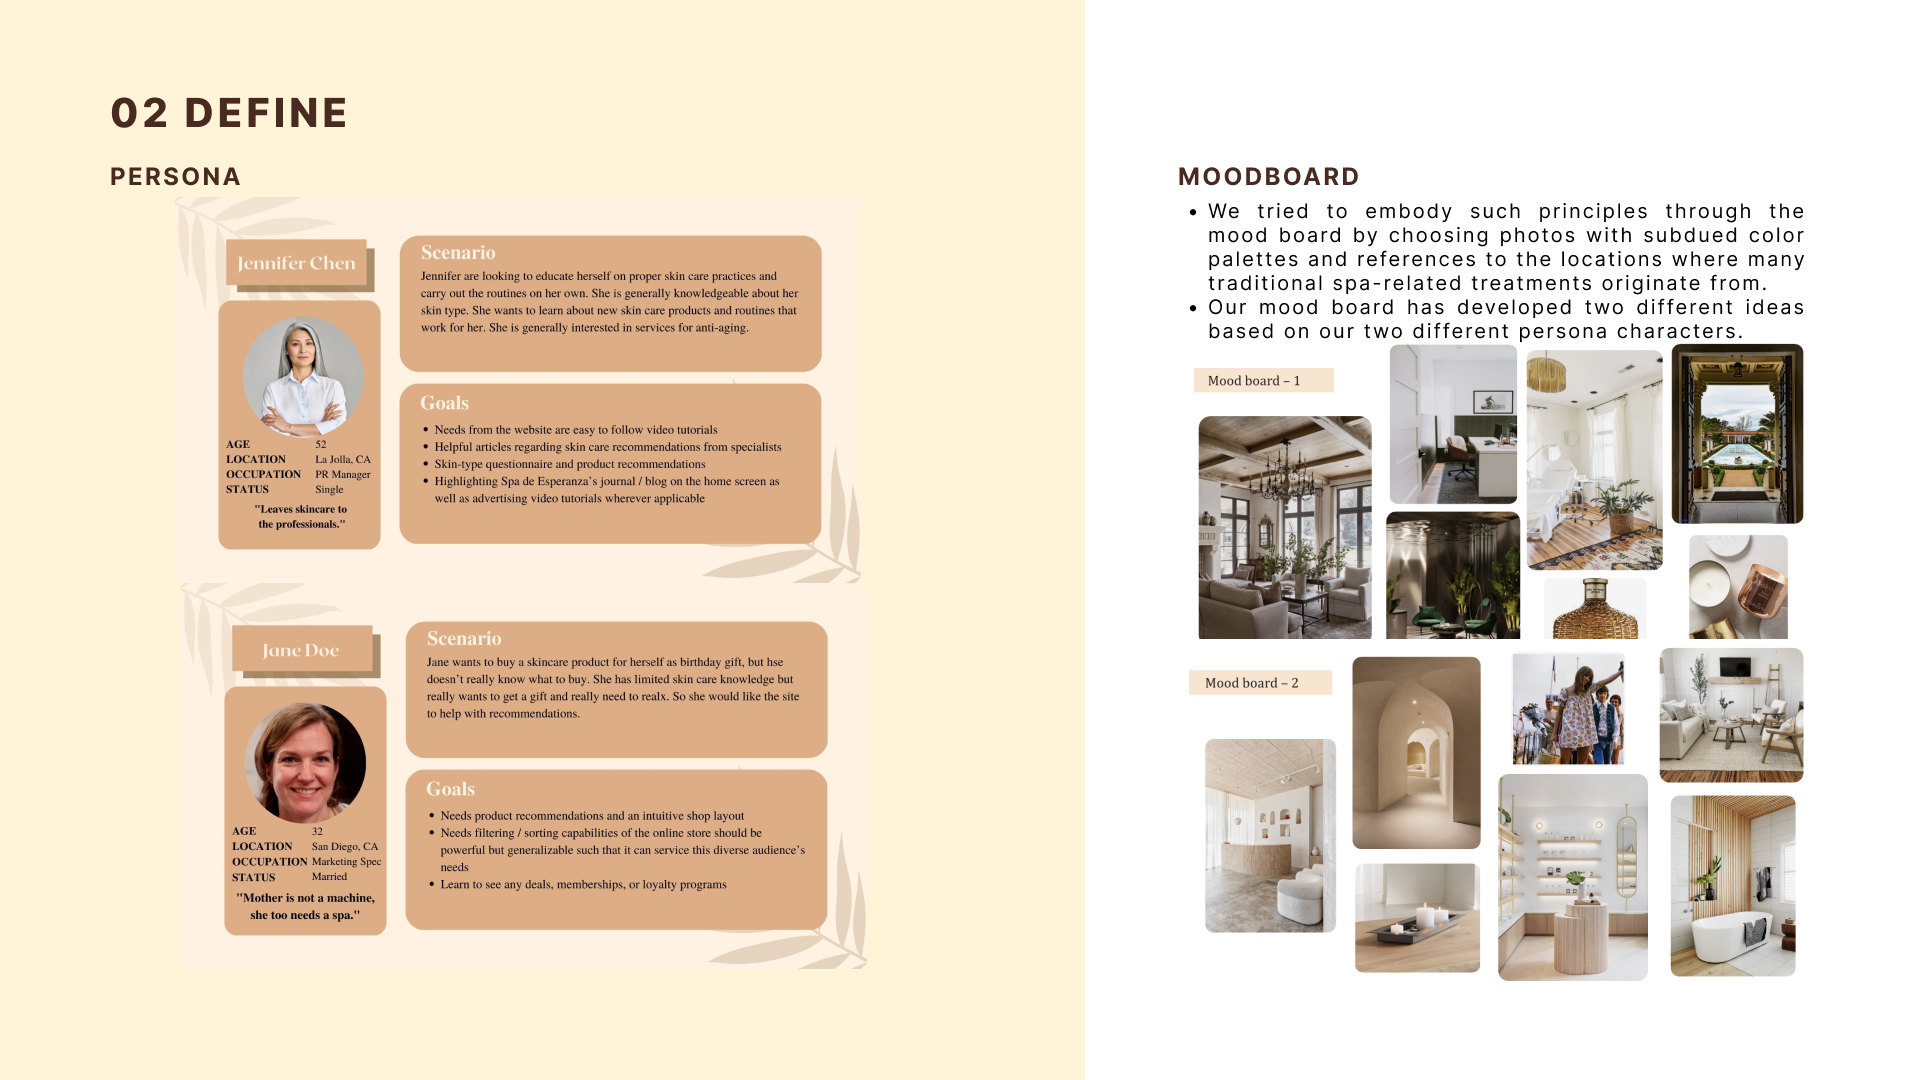 02 DEFINE
PERSONA
Jennifer Chen
AGE 52
LOCATION La Jolla, CA
OCCUPATION PR Manager
STATUS Single
"Leaves skincare to
the professionals."
Scenario
Jennifer are looking to educate herself on proper skin care practices and
carry out the routines on her own. She is generally knowledgeable about her
skin type. She wants to learn about new skin care products and routines that
work for her. She is generally interested in services for anti-aging.
Goals
• Needs from the website are easy to follow video tutorials
• Helpful articles regarding skin care recommendations from specialists
• Skin-type questionnaire and product recommendations
• Highlighting Spa de Esperanza's journal / blog on the home screen as
well as advertising video tutorials wherever applicable
Jane Doe
AGE 32
LOCATION San Diego, CA
OCCUPATION Marketing Spec
STATUS Married
"Mother is not a machine,
she too needs a spa."
Scenario
Jane wants to buy a skincare product for herself as birthday gift, but hse
doesn't really know what to buy. She has limited skin care knowledge but
really wants to get a gift and really need to realx. So she would like the site
to help with recommendations.
Goals
• Needs product recommendations and an intuitive shop layout
• Needs filtering / sorting capabilities of the online store should be
powerful but generalizable such that it can service this diverse audience's
needs
• Learn to see any deals, memberships, or loyalty programs
MOODBOARD
• We tried to embody such principles through the
mood board by choosing photos with subdued color
palettes and references to the locations where many
traditional spa-related treatments originate from.
• Our mood board has developed two different ideas
based on our two different persona characters.
Mood board – 1
Mood board – 2